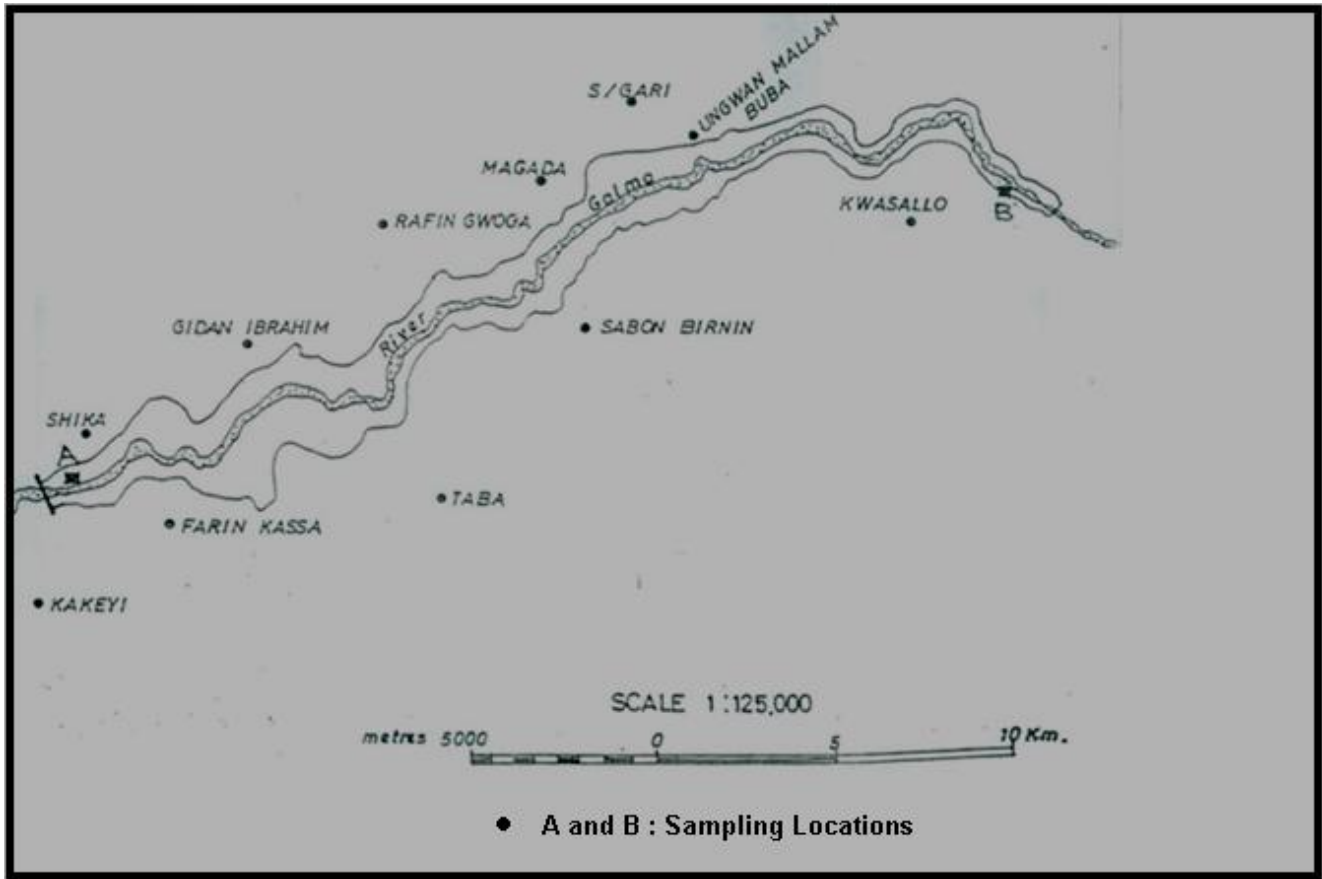 UNGWAN MALLAM
BUBA
S/GARI
MAGADA
RAFIN GWOGA
River Galma
KWASALLO
B
GIDAN IBRAHIM
SABON BIRNIN
SHIKA
A
TABA
FARIN KASSA
KAKEYI
SCALE 1:125,000
metres 5000 0 5 10 Km.
• A and B : Sampling Locations